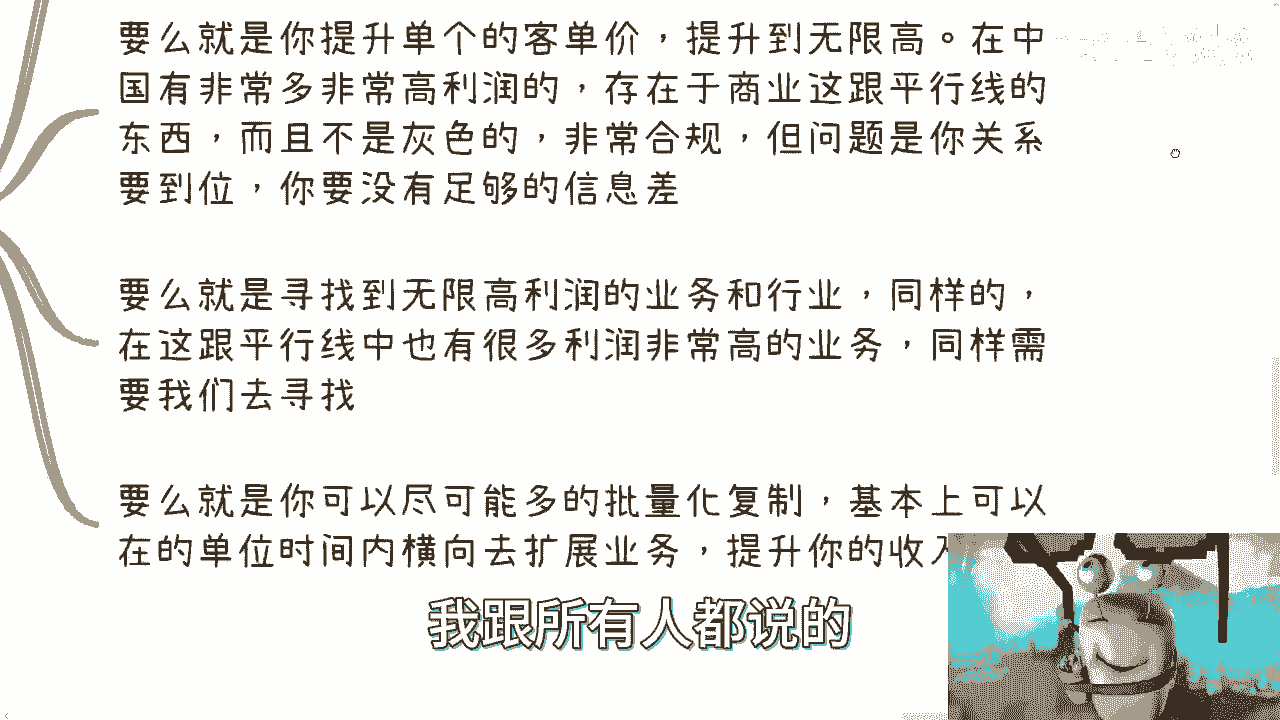 要么就是你提升单个的客单价，提升到无限高。在中
国有非常多非常高利润的，存在于商业这跟平行线的
东西，而且不是灰色的，非常合规，但问题是你关系
要到位，你要没有足够的信息差
要么就是寻找到无限高利润的业务和行业，同样的，
在这跟平行线中也有很多利润非常高的业务，同样需
要我们去寻找
要么就是你可以尽可能多的批量化复制，基本上可以
在的单位时间内横向去扩展业务，提升你的收入
我跟所有人都说的